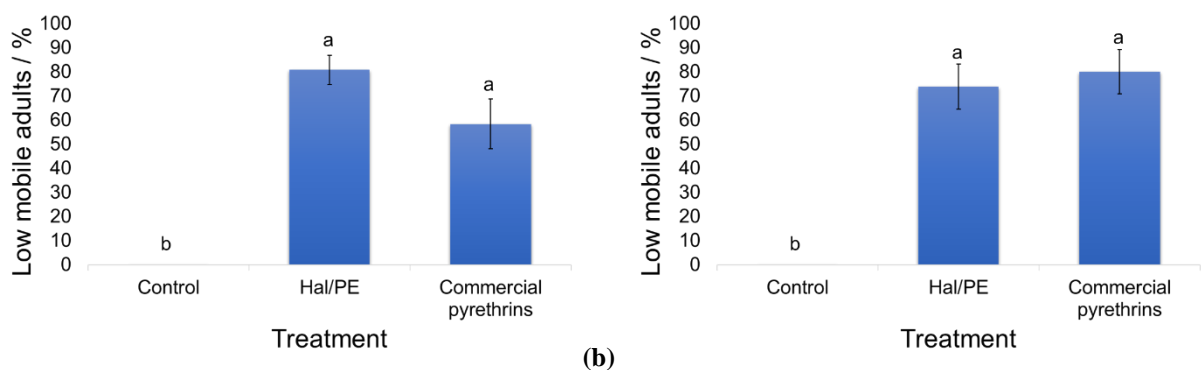 Low mobile adults / %
100
90
80
70
60
50
40
30
20
10
0
b
a
a
Control
Hal/PE
Commercial
pyrethrins
Treatment
(b)
Low mobile adults / %
100
90
80
70
60
50
40
30
20
10
0
b
a
a
Control
Hal/PE
Commercial
pyrethrins
Treatment